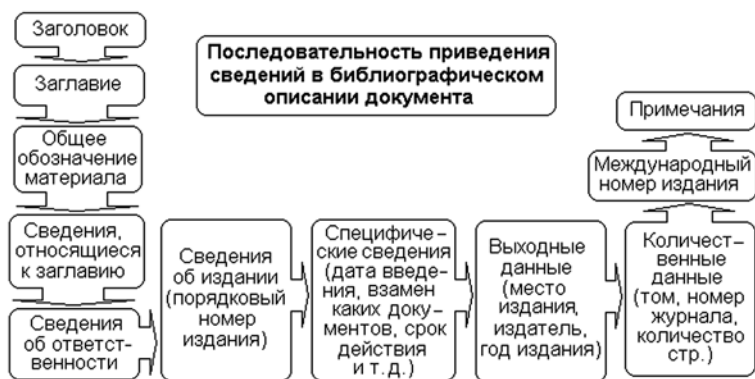 Последовательность приведения
сведений в библиографическом
описании документа
Заголовок
Заглавие
Общее
обозначение
материала
Сведения,
относящиеся
к заглавию
Сведения
об ответст-
венности
Сведения
об издании
(порядковый
номер
издания)
Специфиче-
ские сведения
(дата введе-
ния, взамен
каких доку-
ментов, срок
действия
и т.д.)
Выходные
данные
(место
издания,
издатель,
год издания)
Количест-
венные
данные
(том, номер
журнала,
количество
стр.)
Международный
номер издания
Примечания